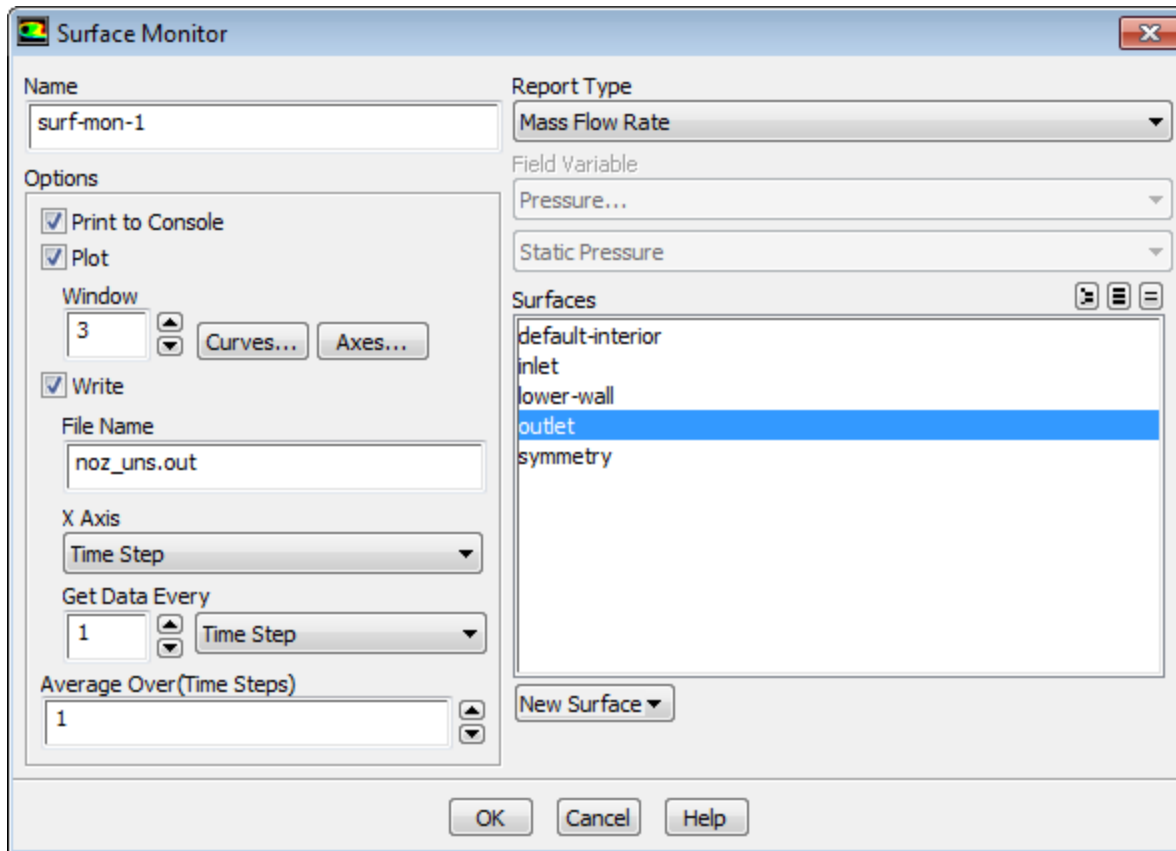 Surface Monitor
Name
surf-mon-1
Options
Print to Console
Plot
Window
3
Curves...
Axes...
Write
File Name
noz_uns.out
X Axis
Time Step
Get Data Every
1
Time Step
Average Over(Time Steps)
1
Report Type
Mass Flow Rate
Field Variable
Pressure...
Static Pressure
Surfaces
default-interior
inlet
lower-wall
outlet
symmetry
New Surface
OK
Cancel
Help